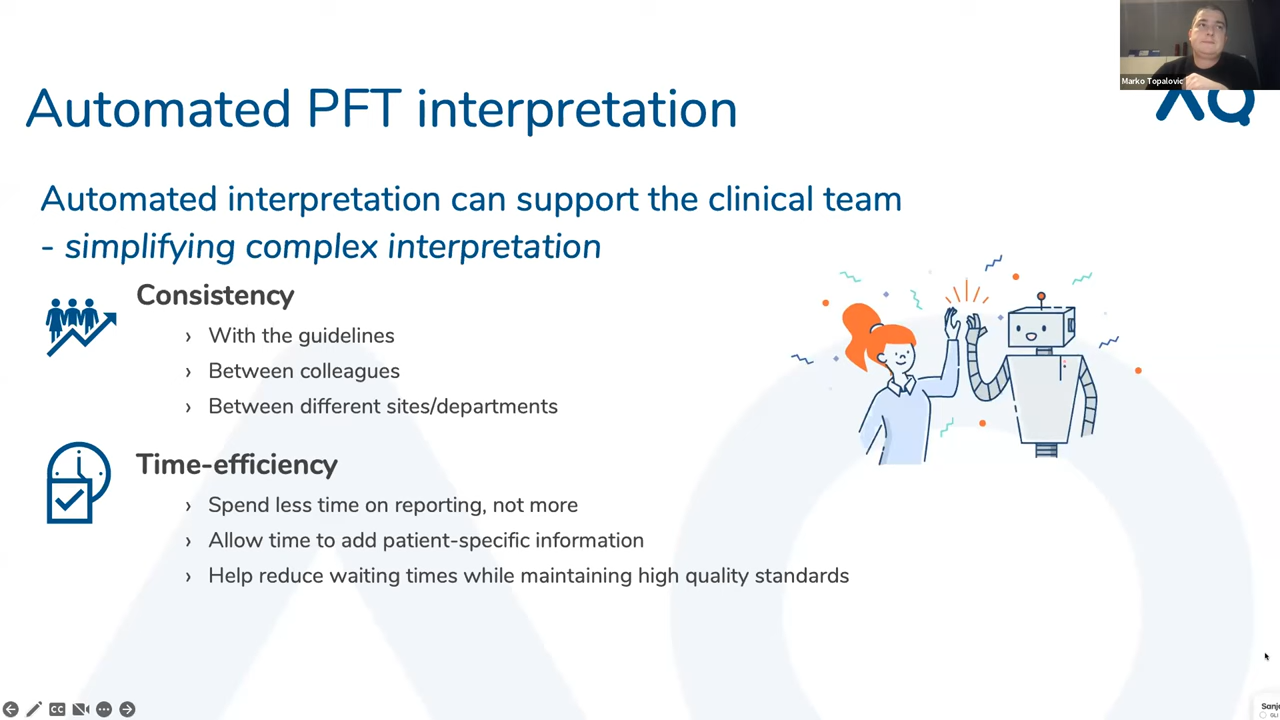 Marko Topalovic
Automated PFT interpretation
Automated interpretation can support the clinical team
- simplifying complex interpretation
Consistency
› With the guidelines
› Between colleagues
› Between different sites/departments
Time-efficiency
› Spend less time on reporting, not more
› Allow time to add patient-specific information
› Help reduce waiting times while maintaining high quality standards
CC